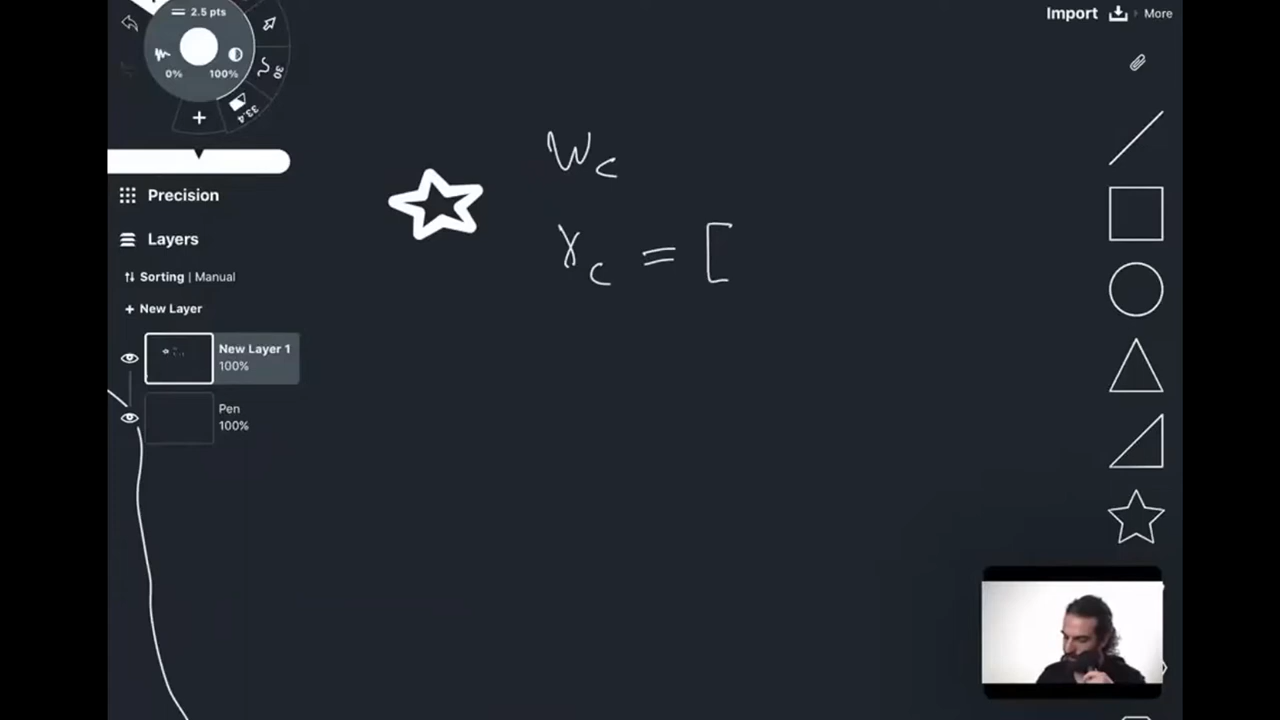 2.5 pts
0%
100%
30
33.4
+
Import
More
Precision
Layers
Sorting | Manual
+ New Layer
New Layer 1
100%
Pen
100%
W_c
γ_c = [